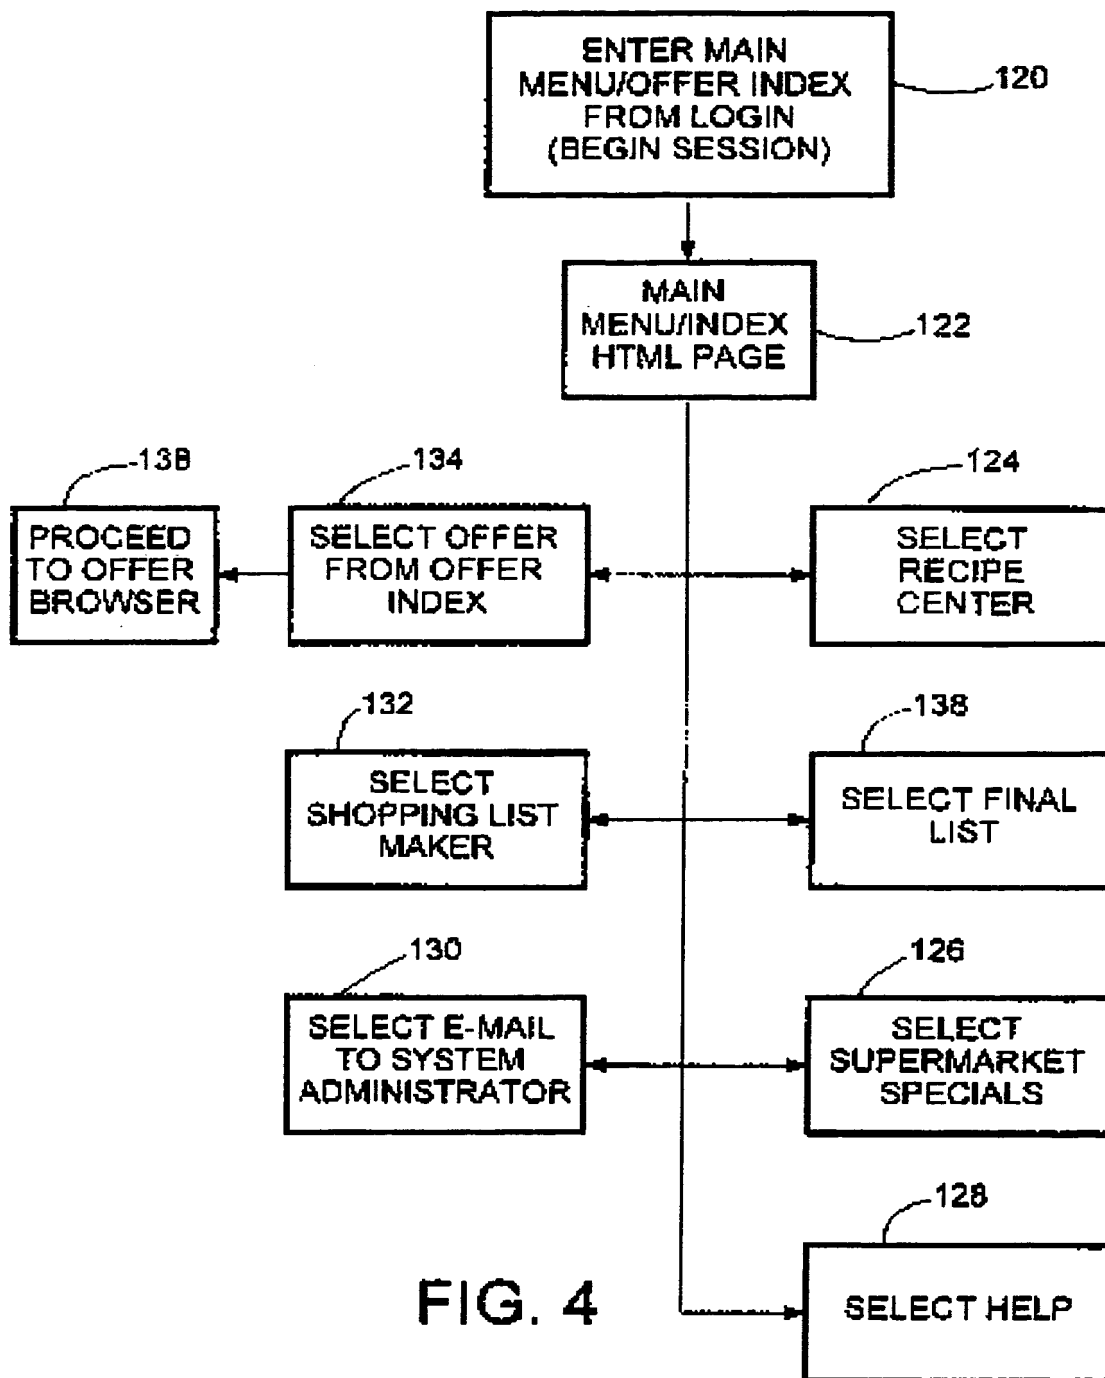 ENTER MAIN
MENU/OFFER INDEX
FROM LOGIN
(BEGIN SESSION)
120
MAIN
MENU/INDEX
HTML PAGE
122
138
PROCEED
TO OFFER
BROWSER
134
SELECT OFFER
FROM OFFER
INDEX
124
SELECT
RECIPE
CENTER
132
SELECT
SHOPPING LIST
MAKER
138
SELECT FINAL
LIST
130
SELECT E-MAIL
TO SYSTEM
ADMINISTRATOR
126
SELECT
SUPERMARKET
SPECIALS
128
SELECT HELP
FIG. 4